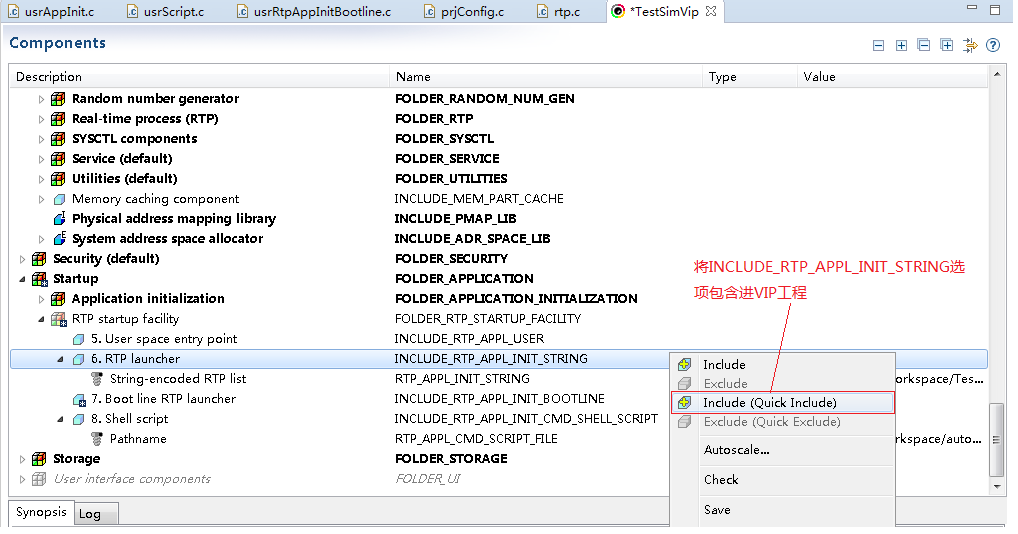 usrAppInit.c usrScript.c usrRtpAppInitBootline.c prjConfig.c rtp.c *TestSimVip
Components
Description Name Type Value
Random number generator FOLDER_RANDOM_NUM_GEN
Real-time process (RTP) FOLDER_RTP
SYSCTL components FOLDER_SYSCTL
Service (default) FOLDER_SERVICE
Utilities (default) FOLDER_UTILITIES
Memory caching component INCLUDE_MEM_PART_CACHE
Physical address mapping library INCLUDE_PMAP_LIB
System address space allocator INCLUDE_ADR_SPACE_LIB
Security (default) FOLDER_SECURITY
将INCLUDE_RTP_APPL_INIT_STRING选
Startup FOLDER_APPLICATION
项包含进VIP工程
Application initialization FOLDER_APPLICATION_INITIALIZATION
RTP startup facility FOLDER_RTP_STARTUP_FACILITY
5. User space entry point INCLUDE_RTP_APPL_USER
6. RTP launcher INCLUDE_RTP_APPL_INIT_STRING
Include
String-encoded RTP list RTP_APPL_INIT_STRING orkspace/Tes...
Exclude
7. Boot line RTP launcher INCLUDE_RTP_APPL_INIT_BOOTLINE
Include (Quick Include)
8. Shell script INCLUDE_RTP_APPL_INIT_CMD_SHELL_SCRIPT
Exclude (Quick Exclude)
Pathname RTP_APPL_CMD_SCRIPT_FILE rkspace/auto...
Autoscale...
Storage FOLDER_STORAGE
User interface components FOLDER_UI
Check
Synopsis Log
Save